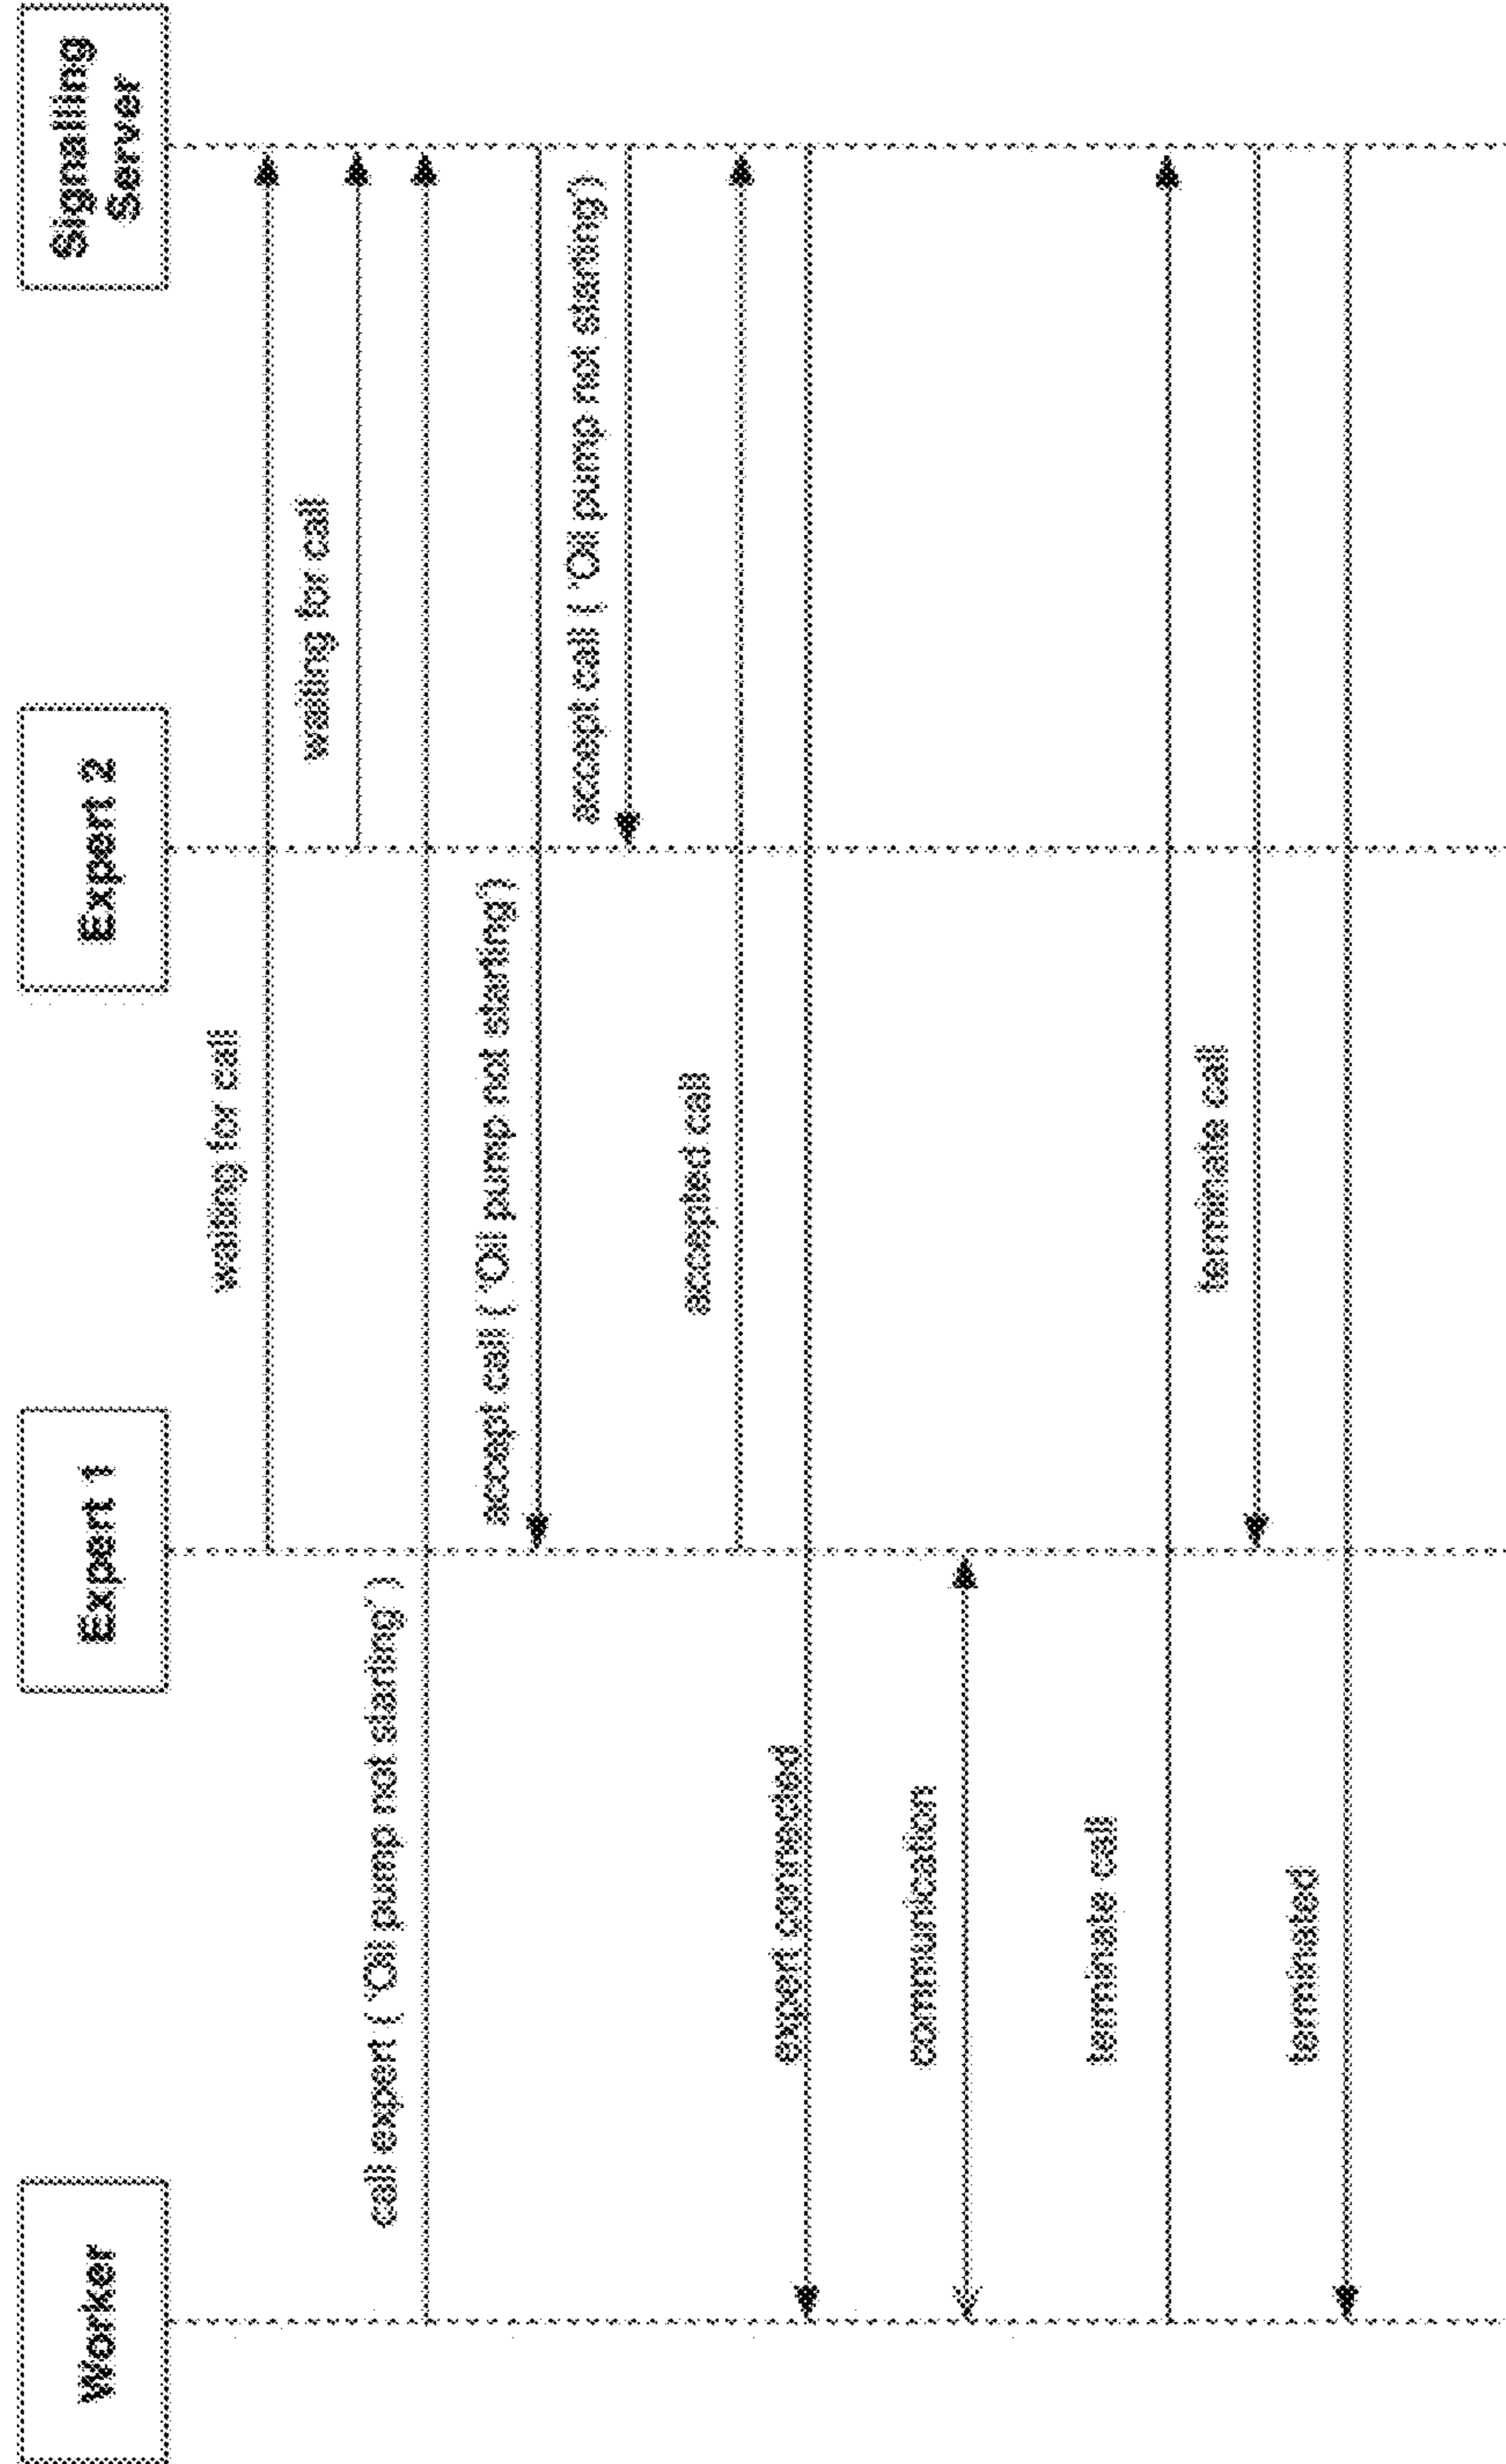 Worker
Expert 1
Expert 2
Signalling
Server
waiting for call
waiting for call
call expert ( 'Oil pump not starting' )
accept call ( 'Oil pump not starting')
accept call ( 'Oil pump not starting')
accepted call
expert connected
communication
terminate call
terminate call
terminated